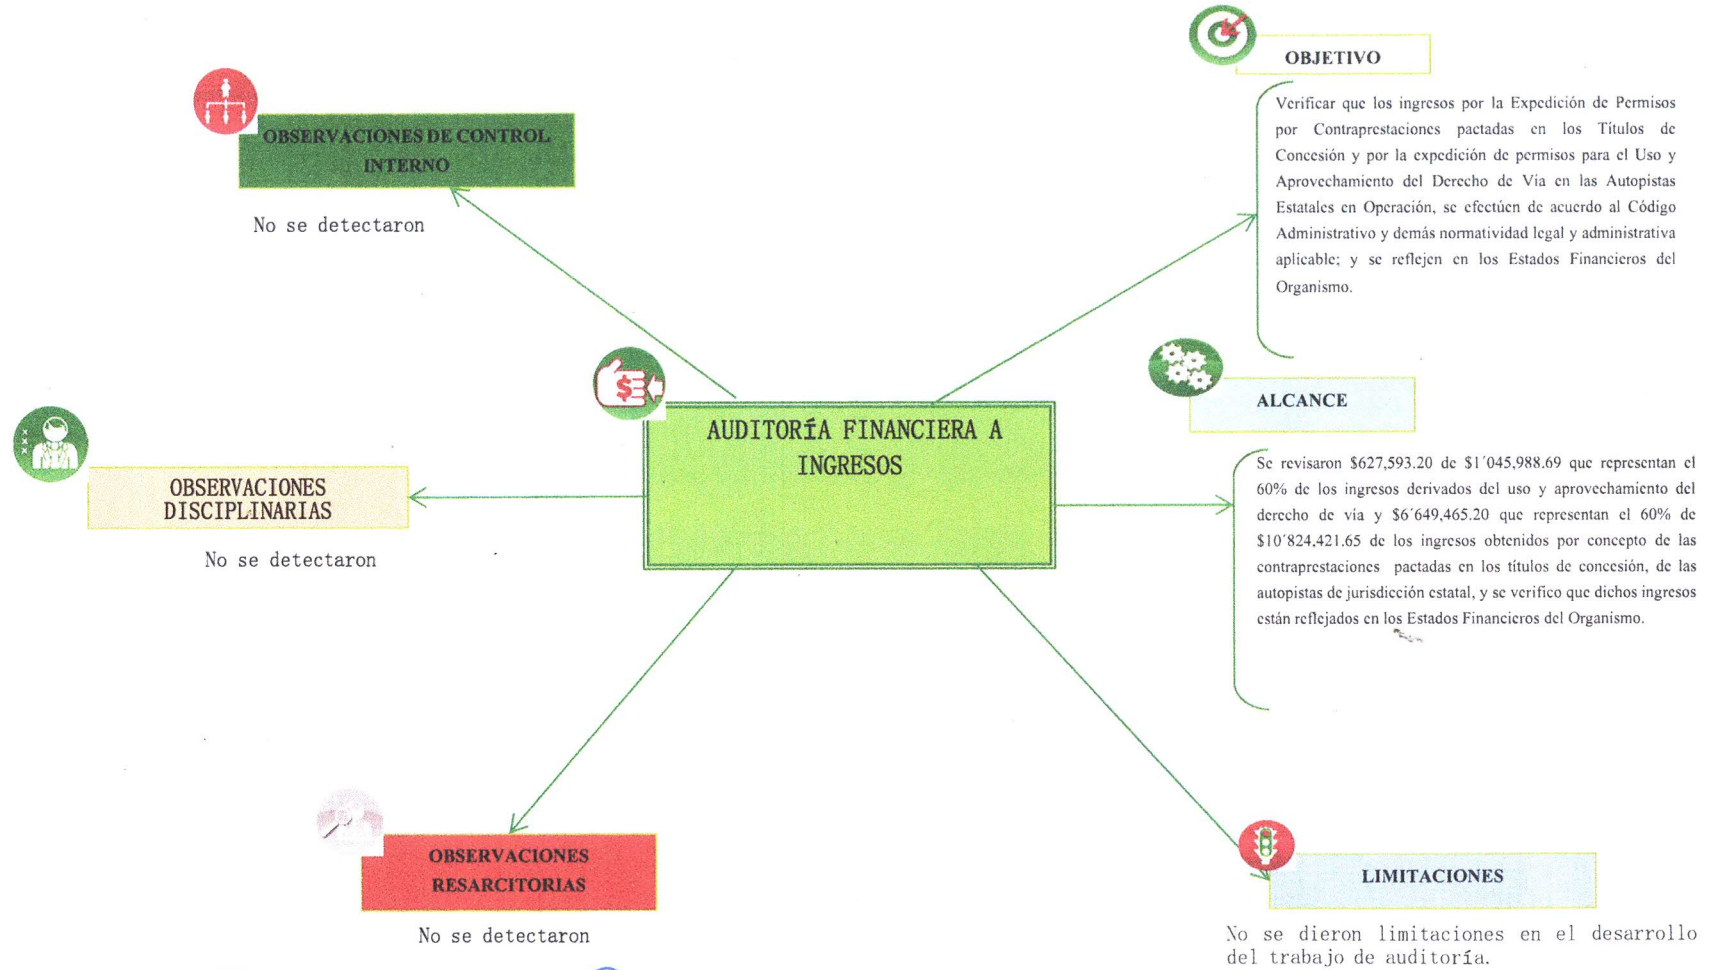 OBJETIVO
Verificar que los ingresos por la Expedición de Permisos
por Contraprestaciones pactadas en los Títulos de
Concesión y por la expedición de permisos para el Uso y
Aprovechamiento del Derecho de Vía en las Autopistas
Estatales en Operación, se efectúen de acuerdo al Código
Administrativo y demás normatividad legal y administrativa
aplicable; y se reflejen en los Estados Financieros del
Organismo.
OBSERVACIONES DE CONTROL
INTERNO
No se detectaron
ALCANCE
Se revisaron $627,593.20 de $1´045,988.69 que representan el
60% de los ingresos derivados del uso y aprovechamiento del
derecho de vía y $6´649,465.20 que representan el 60% de
$10´824,421.65 de los ingresos obtenidos por concepto de las
contraprestaciones pactadas en los títulos de concesión, de las
autopistas de jurisdicción estatal, y se verifico que dichos ingresos
están reflejados en los Estados Financieros del Organismo.
AUDITORÍA FINANCIERA A
INGRESOS
OBSERVACIONES
DISCIPLINARIAS
No se detectaron
OBSERVACIONES
RESARCITORIAS
No se detectaron
LIMITACIONES
No se dieron limitaciones en el desarrollo
del trabajo de auditoría.